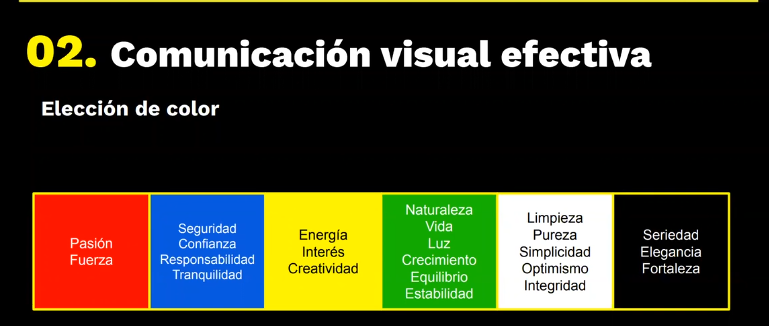 02. Comunicación visual efectiva
Elección de color
Pasión
Fuerza
Seguridad
Confianza
Responsabilidad
Tranquilidad
Energía
Interés
Creatividad
Naturaleza
Vida
Luz
Crecimiento
Equilibrio
Estabilidad
Limpieza
Pureza
Simplicidad
Optimismo
Integridad
Seriedad
Elegancia
Fortaleza